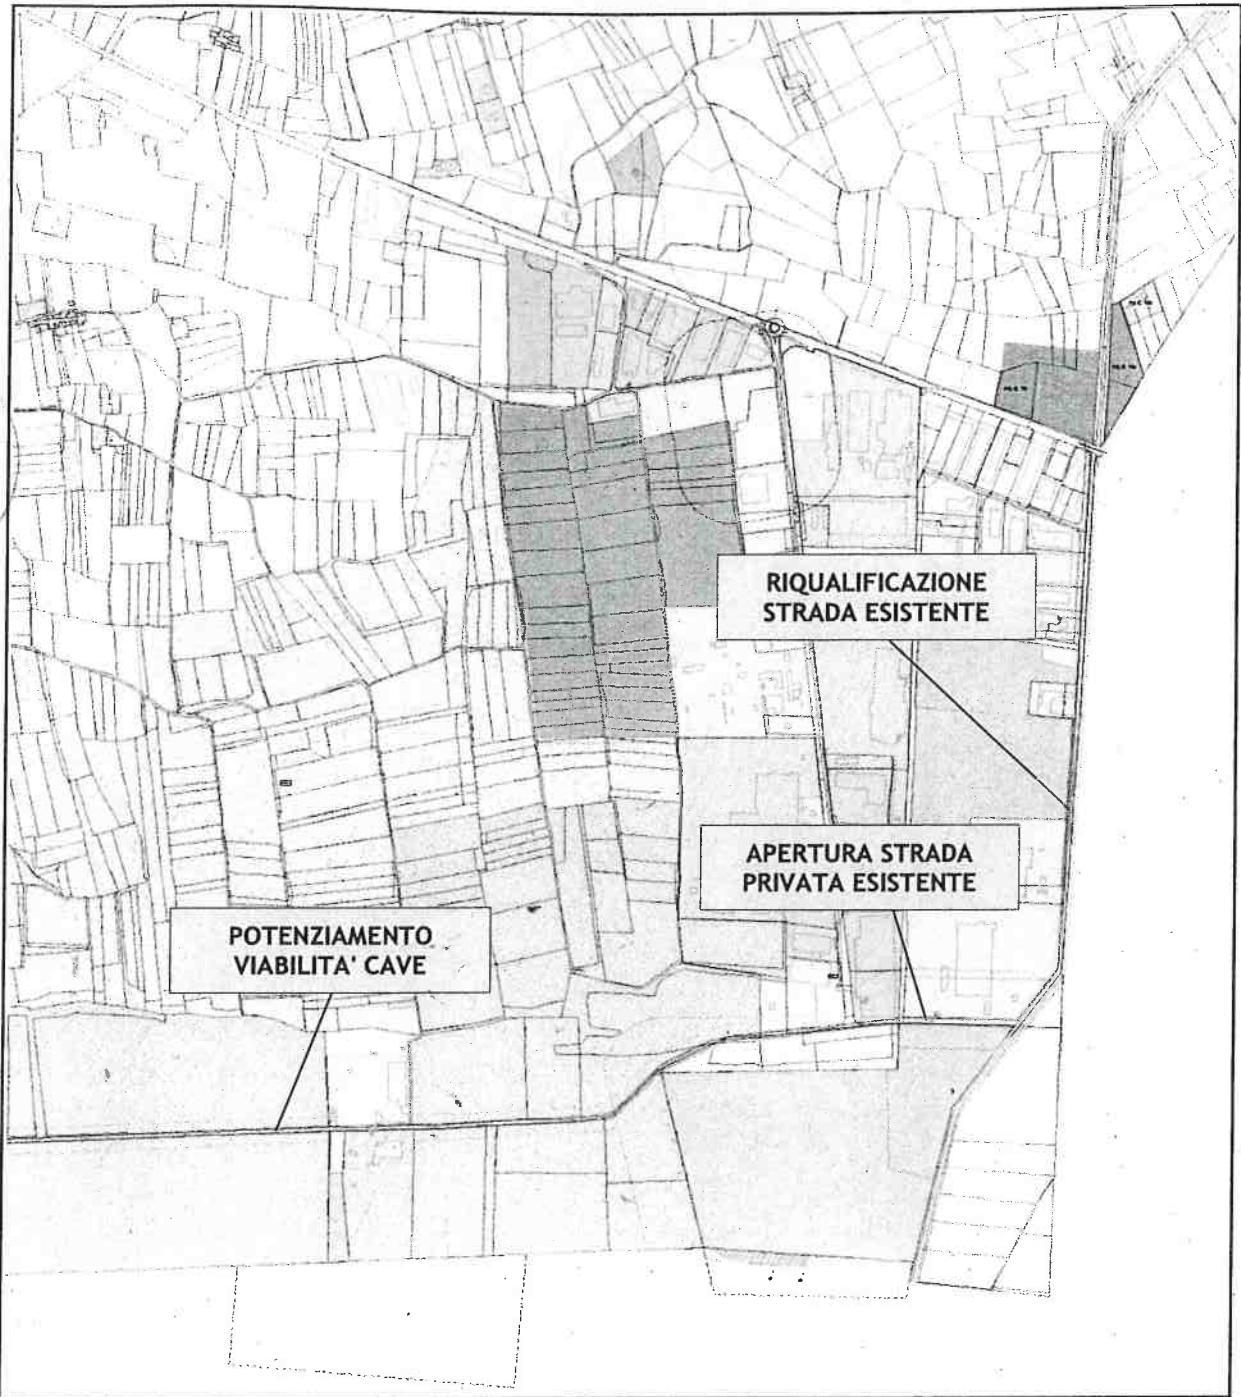 RIQUALIFICAZIONE
STRADA ESISTENTE
APERTURA STRADA
PRIVATA ESISTENTE
POTENZIAMENTO
VIABILITA' CAVE